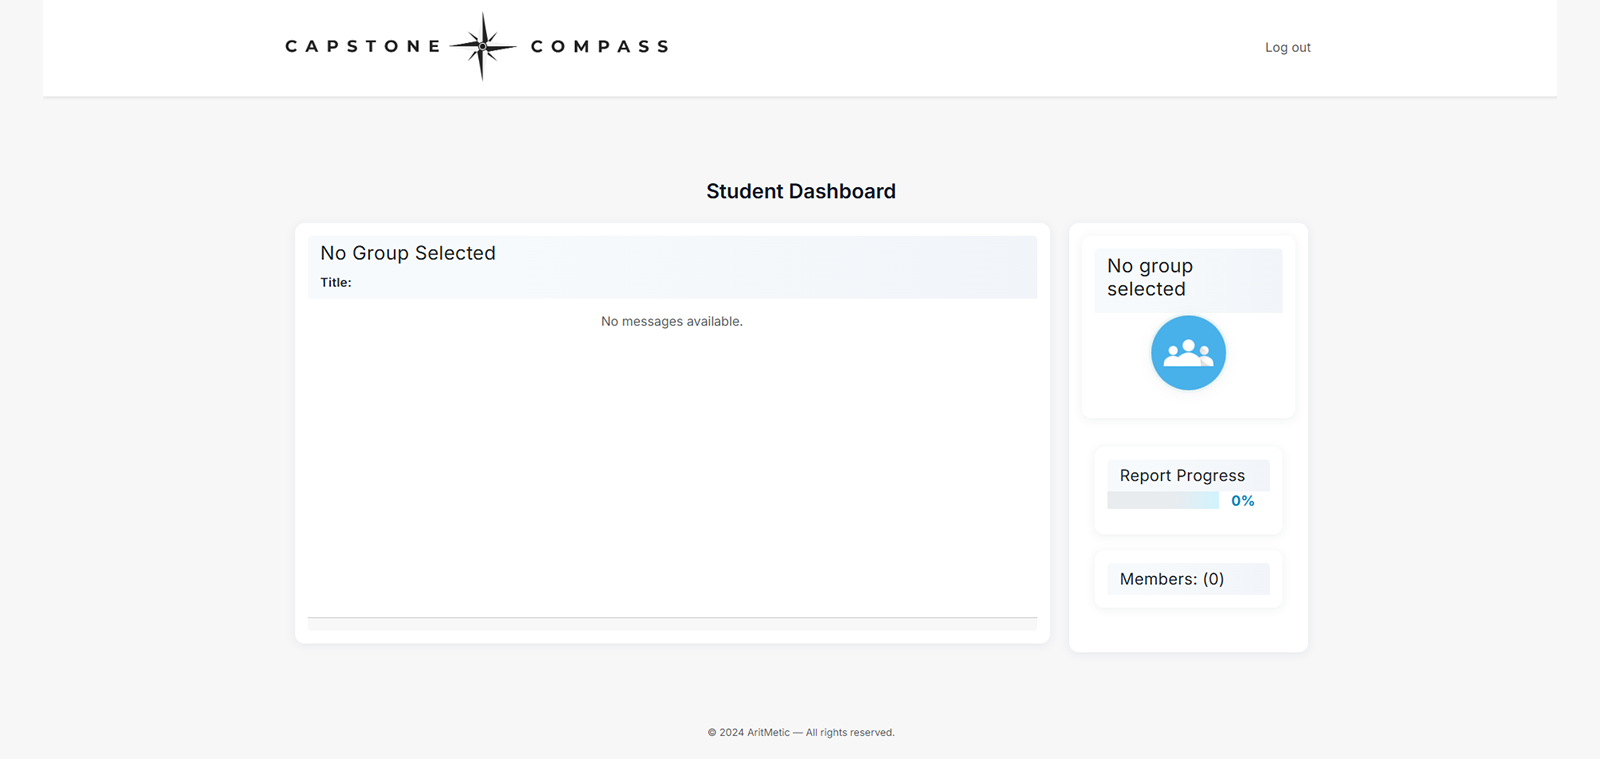 CAPSTONE COMPASS
Log out
Student Dashboard
No Group Selected
Title:
No messages available.
No group
selected
Report Progress
0%
Members: (0)
© 2024 AritMetic — All rights reserved.